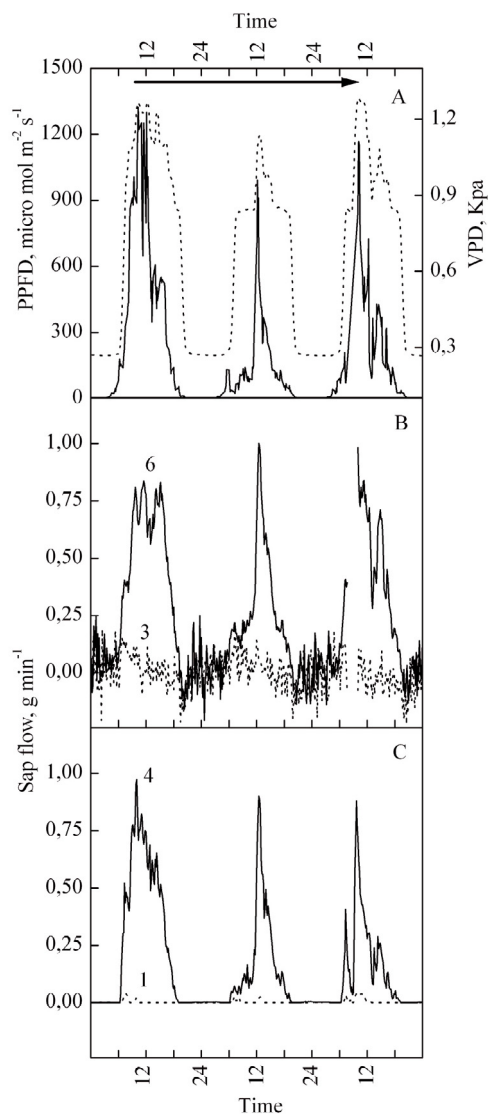 Time
12 24 12 24 12
1500
1200
900
600
300
0
PPFD, micro mol m⁻² s⁻¹
A
1,2
0,9
0,6
0,3
VPD, Kpa
B
1,00
0,75
0,50
0,25
0,00
6
3
Sap flow, g min⁻¹
C
1,00
0,75
0,50
0,25
0,00
4
1
12 24 12 24 12
Time